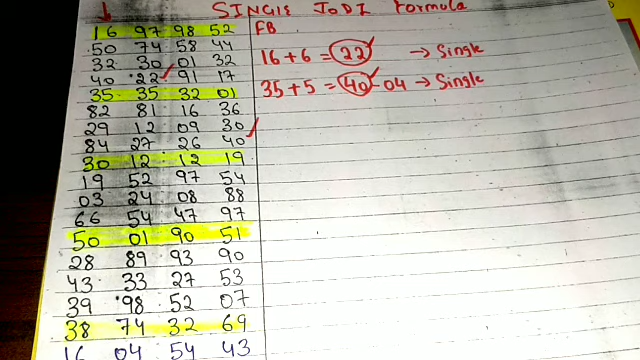 SINGLE JODI Formula
16 97 98 52
50 74 58 44
32 30 01 32
40 22 91 17
35 35 32 01
82 81 16 36
29 12 09 30
84 27 26 40
30 12 12 19
19 52 97 54
03 24 08 88
66 54 47 97
50 01 90 51
28 89 93 90
43 33 27 53
39 98 52 07
38 74 32 69
16 04 54 43
FB
16+6=22 → Single
35+5=40-04 → Single